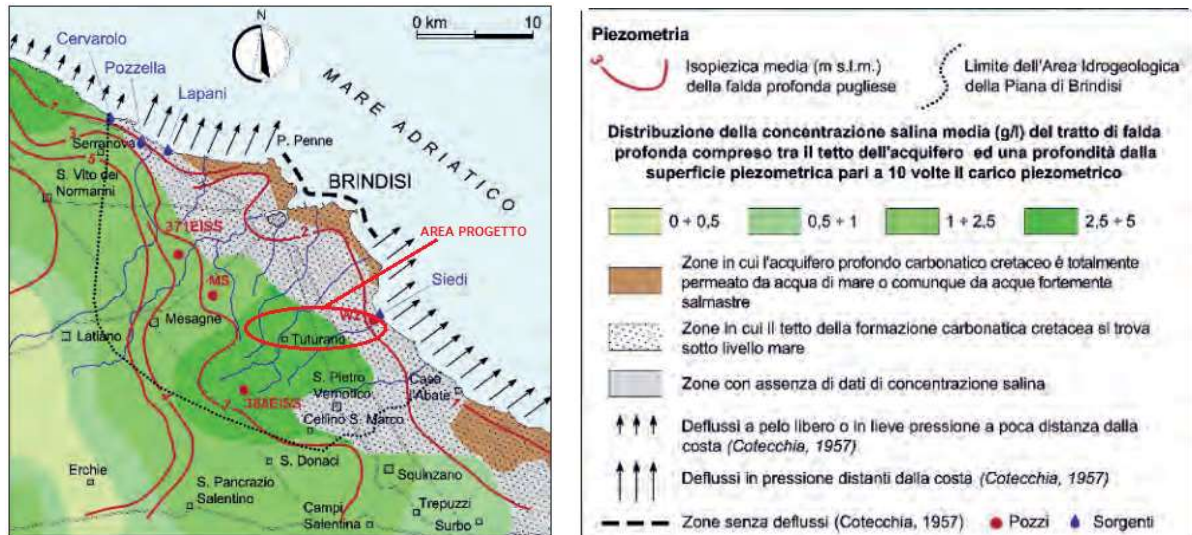 N
0 km 10
Cervarolo
Pozzella
Lapani
MARE ADRIATICO
P. Penne
Serranova
S. Vito dei
Normanni
BRINDISI
AREA PROGETTO
371EISS
MS
Siedi
Mesagne
Latiano
Tuturano
S. Pietro
Vernotico
Casa
l'Abate
388EISS
Cellino S. Marco
S. Donaci
Squinzano
Erchie
S. Pancrazio
Salentino
Campi
Salentina
Trepuzzi
Surbo
Piezometria
3
Isopiezica media (m s.l.m.)
della falda profonda pugliese
Limite dell'Area Idrogeologica
della Piana di Brindisi
Distribuzione della concentrazione salina media (g/l) del tratto di falda
profonda compreso tra il tetto dell'acquifero ed una profondità dalla
superficie piezometrica pari a 10 volte il carico piezometrico
0 ÷ 0,5 0,5 ÷ 1 1 ÷ 2,5 2,5 ÷ 5
Zone in cui l'acquifero profondo carbonatico cretaceo è totalmente
permeato da acqua di mare o comunque da acque fortemente
salmastre
Zone in cui il tetto della formazione carbonatica cretacea si trova
sotto livello mare
Zone con assenza di dati di concentrazione salina
Deflussi a pelo libero o in lieve pressione a poca distanza dalla
costa (Cotecchia, 1957)
Deflussi in pressione distanti dalla costa (Cotecchia, 1957)
Zone senza deflussi (Cotecchia, 1957) Pozzi Sorgenti